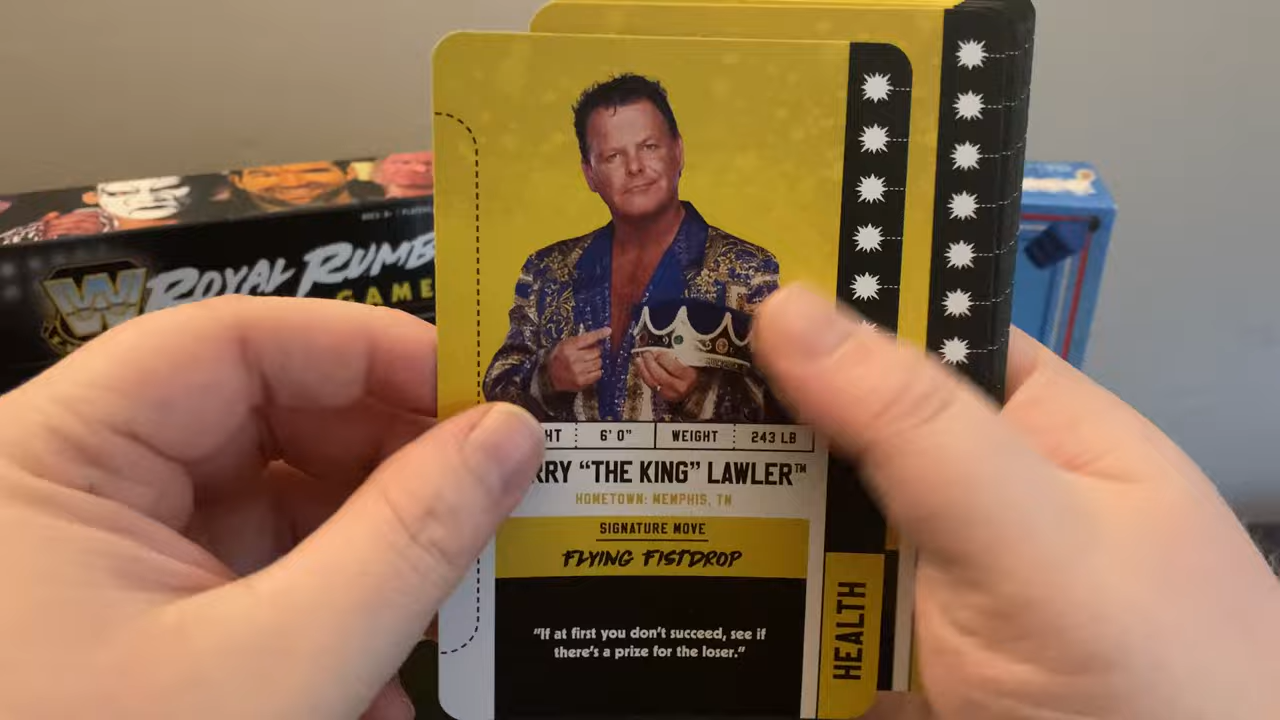 ROYAL RUMB
GAME
HT 6' 0" WEIGHT 243 LB
RRY "THE KING" LAWLER™
HOMETOWN: MEMPHIS, TN
SIGNATURE MOVE
FLYING FISTDROP
"If at first you don't succeed, see if
there's a prize for the loser."
HEALTH